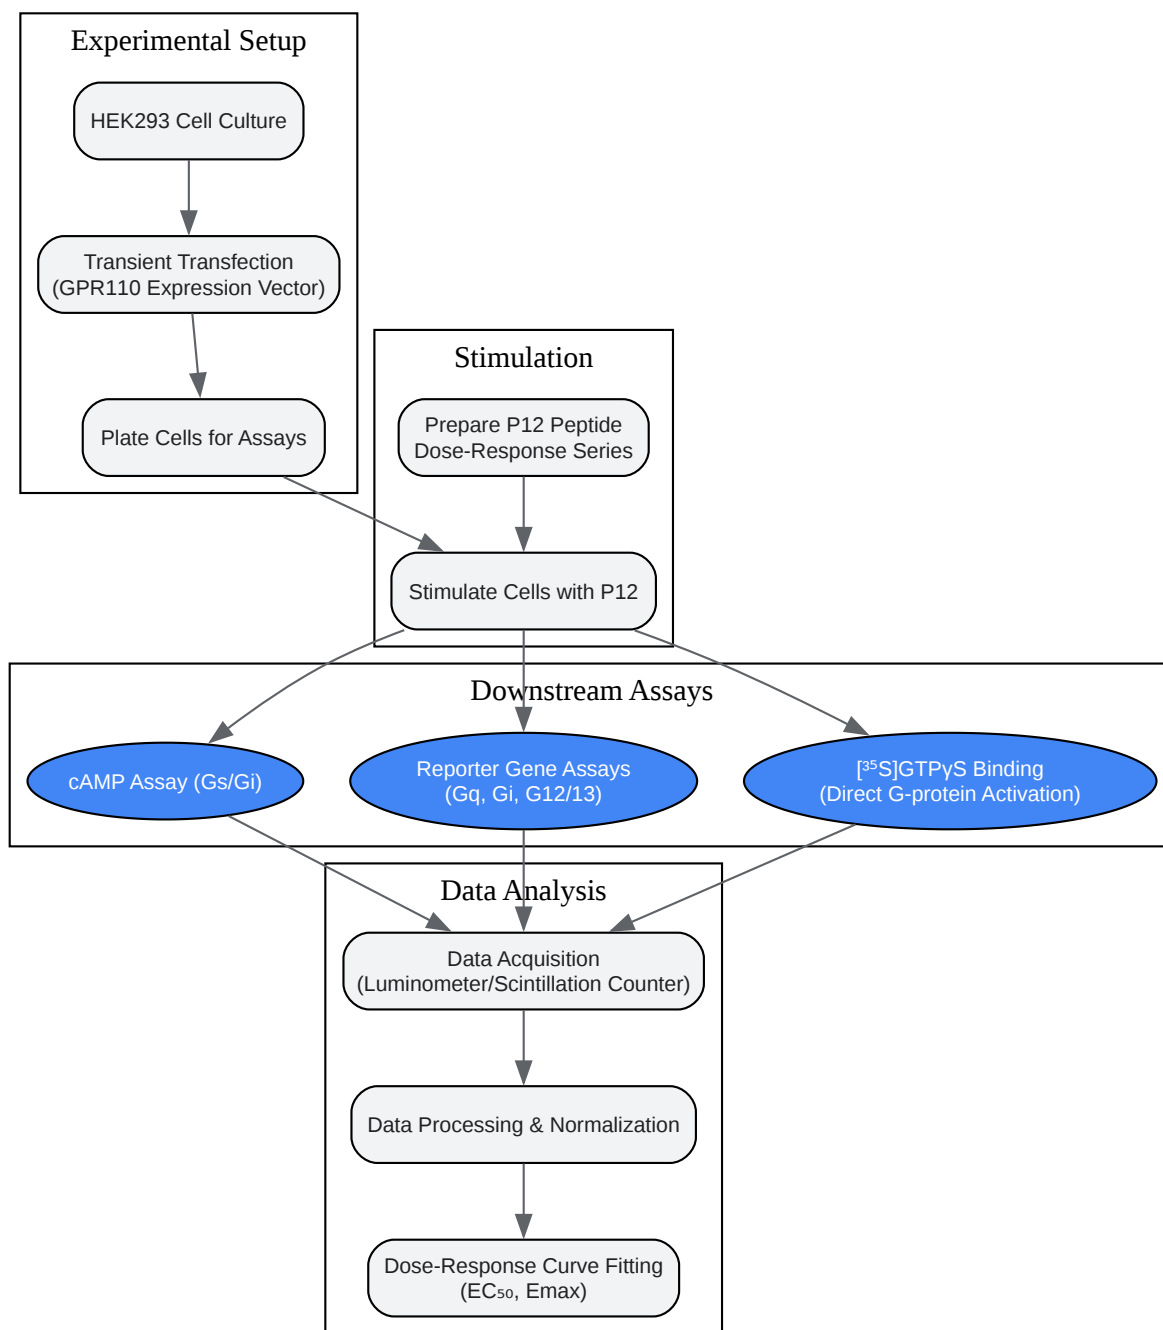 Experimental Setup
HEK293 Cell Culture
Transient Transfection
(GPR110 Expression Vector)
Plate Cells for Assays
Stimulation
Prepare P12 Peptide
Dose-Response Series
Stimulate Cells with P12
Downstream Assays
cAMP Assay (Gs/Gi)
Reporter Gene Assays
(Gq, Gi, G12/13)
[³⁵S]GTPγS Binding
(Direct G-protein Activation)
Data Analysis
Data Acquisition
(Luminometer/Scintillation Counter)
Data Processing & Normalization
Dose-Response Curve Fitting
(EC₅₀, Emax)